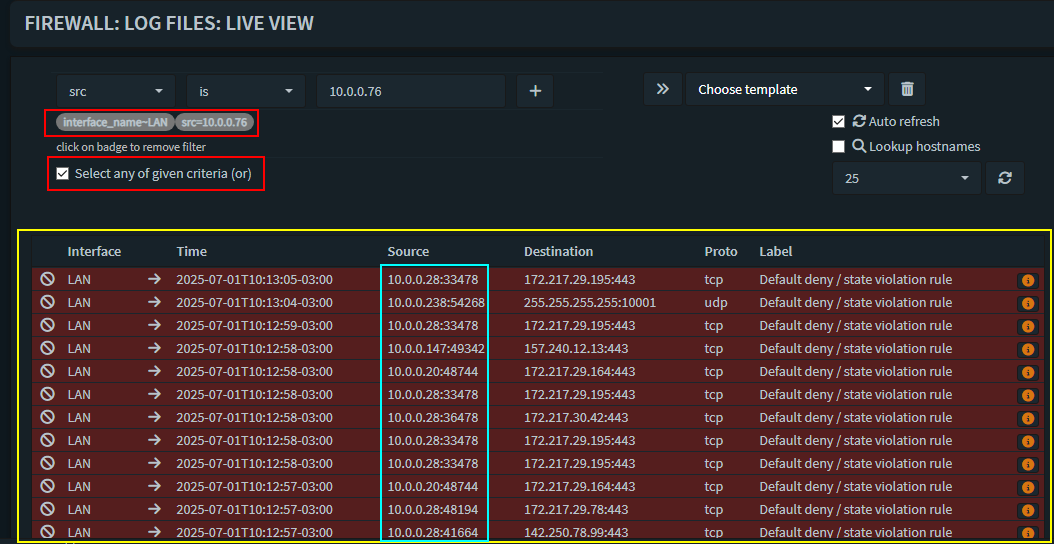 FIREWALL: LOG FILES: LIVE VIEW
src is 10.0.0.76 + Choose template
interface_name~LAN src=10.0.0.76
Auto refresh
click on badge to remove filter
Lookup hostnames
Select any of given criteria (or)
25
Interface Time Source Destination Proto Label
LAN 2025-07-01T10:13:05-03:00 10.0.0.28:33478 172.217.29.195:443 tcp Default deny / state violation rule
LAN 2025-07-01T10:13:04-03:00 10.0.0.238:54268 255.255.255.255:10001 udp Default deny / state violation rule
LAN 2025-07-01T10:12:59-03:00 10.0.0.28:33478 172.217.29.195:443 tcp Default deny / state violation rule
LAN 2025-07-01T10:12:58-03:00 10.0.0.147:49342 157.240.12.13:443 tcp Default deny / state violation rule
LAN 2025-07-01T10:12:58-03:00 10.0.0.20:48744 172.217.29.164:443 tcp Default deny / state violation rule
LAN 2025-07-01T10:12:58-03:00 10.0.0.28:33478 172.217.29.195:443 tcp Default deny / state violation rule
LAN 2025-07-01T10:12:58-03:00 10.0.0.28:36478 172.217.30.42:443 tcp Default deny / state violation rule
LAN 2025-07-01T10:12:58-03:00 10.0.0.28:33478 172.217.29.195:443 tcp Default deny / state violation rule
LAN 2025-07-01T10:12:58-03:00 10.0.0.28:33478 172.217.29.195:443 tcp Default deny / state violation rule
LAN 2025-07-01T10:12:57-03:00 10.0.0.20:48744 172.217.29.164:443 tcp Default deny / state violation rule
LAN 2025-07-01T10:12:57-03:00 10.0.0.28:48194 172.217.29.78:443 tcp Default deny / state violation rule
LAN 2025-07-01T10:12:57-03:00 10.0.0.28:41664 142.250.78.99:443 tcp Default deny / state violation rule